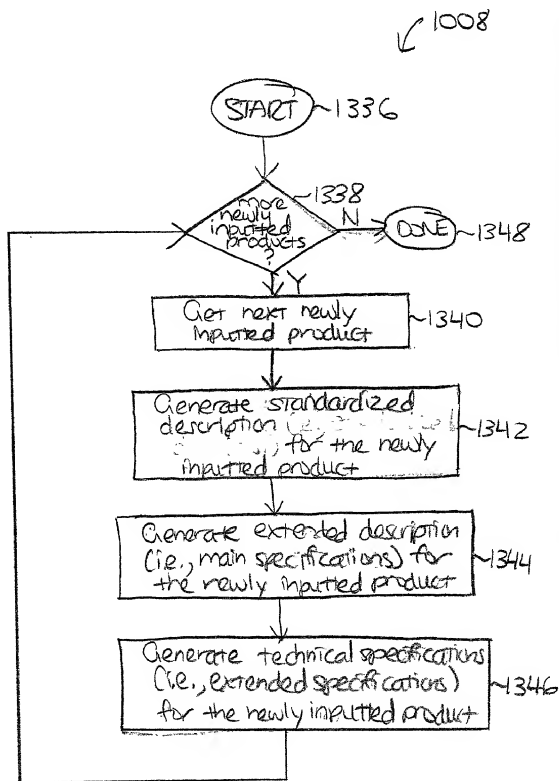 1008
START ~1336
1338
more
newly
inputted
products
?
N
DONE ~1348
Y
Get next newly
inputted product
~1340
Generate standardized
description
for the newly
inputted product
~1342
Generate extended description
(i.e., main specifications) for
the newly inputted product
~1344
Generate technical specifications
(i.e., extended specifications)
for the newly inputted product
~1346